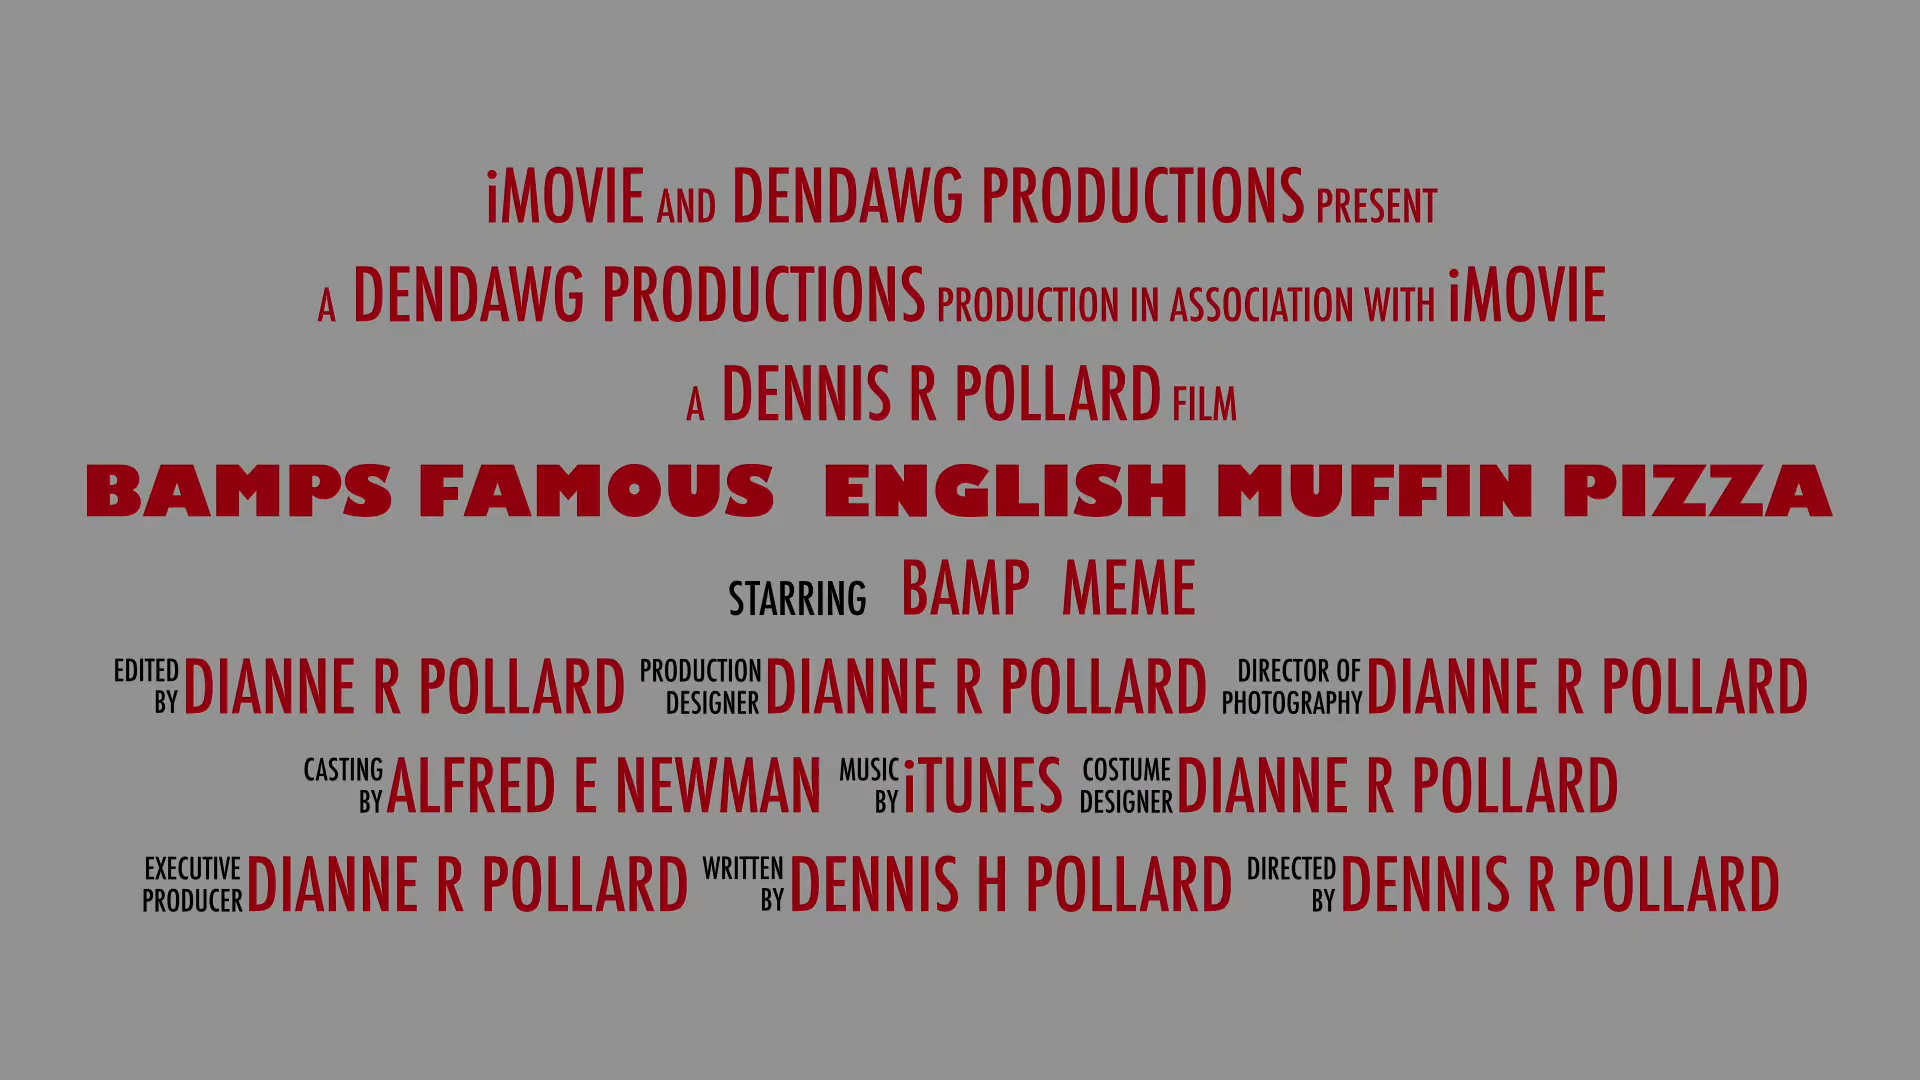 iMOVIE AND DENDAWG PRODUCTIONS PRESENT
A DENDAWG PRODUCTIONS PRODUCTION IN ASSOCIATION WITH iMOVIE
A DENNIS R POLLARD FILM
BAMPS FAMOUS ENGLISH MUFFIN PIZZA
STARRING BAMP MEME
EDITED BY DIANNE R POLLARD PRODUCTION DESIGNER DIANNE R POLLARD DIRECTOR OF PHOTOGRAPHY DIANNE R POLLARD
CASTING BY ALFRED E NEWMAN MUSIC BY iTUNES COSTUME DESIGNER DIANNE R POLLARD
EXECUTIVE PRODUCER DIANNE R POLLARD WRITTEN BY DENNIS H POLLARD DIRECTED BY DENNIS R POLLARD